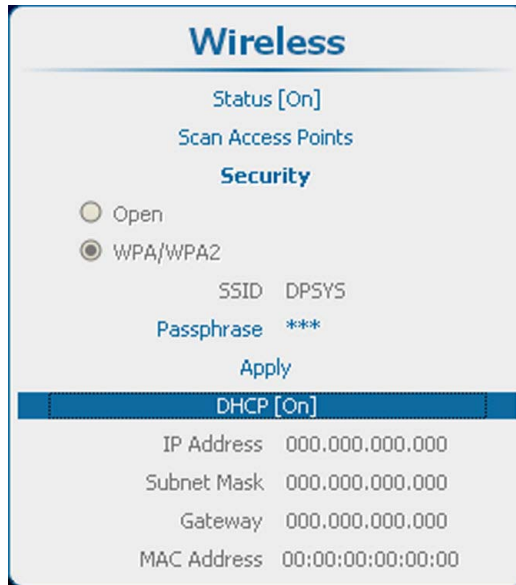 Wireless
Status [On]
Scan Access Points
Security
Open
WPA/WPA2
SSID DPSYS
Passphrase ***
Apply
DHCP [On]
IP Address 000.000.000.000
Subnet Mask 000.000.000.000
Gateway 000.000.000.000
MAC Address 00:00:00:00:00:00